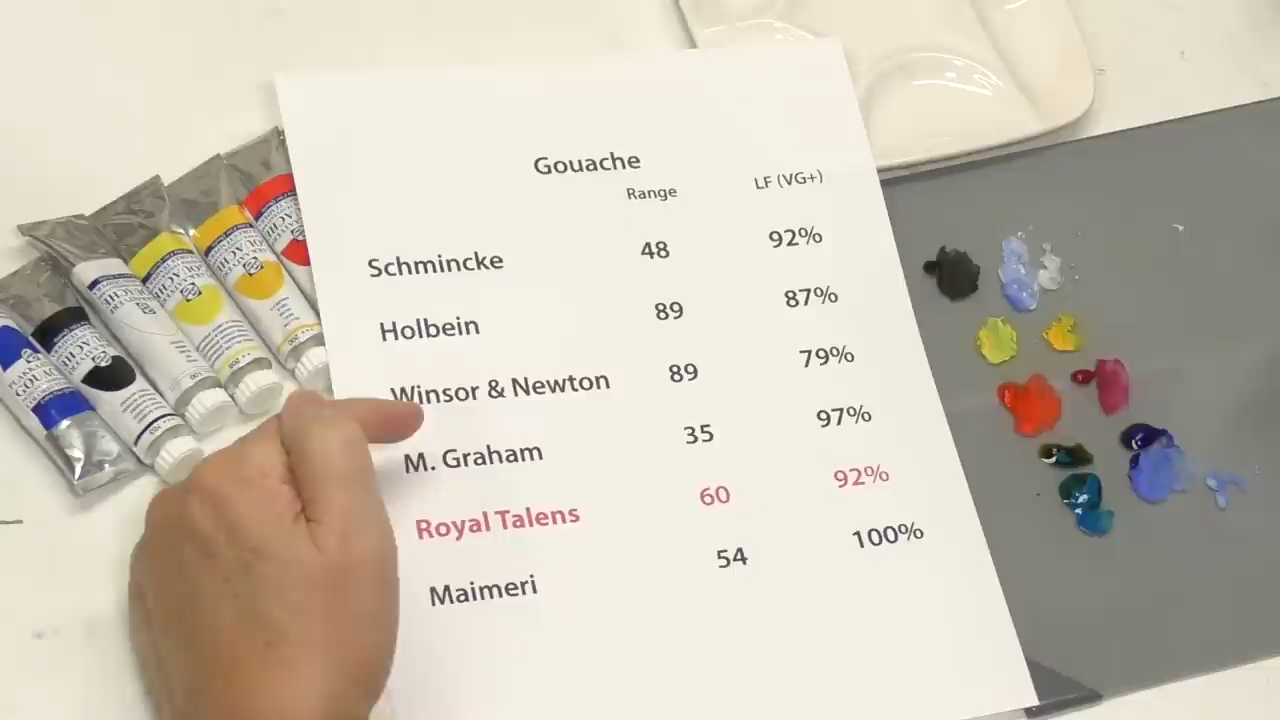 Gouache
Range LF (VG+)
Schmincke 48 92%
Holbein 89 87%
Winsor & Newton 89 79%
M. Graham 35 97%
Royal Talens 60 92%
Maimeri 54 100%
GOUACHE